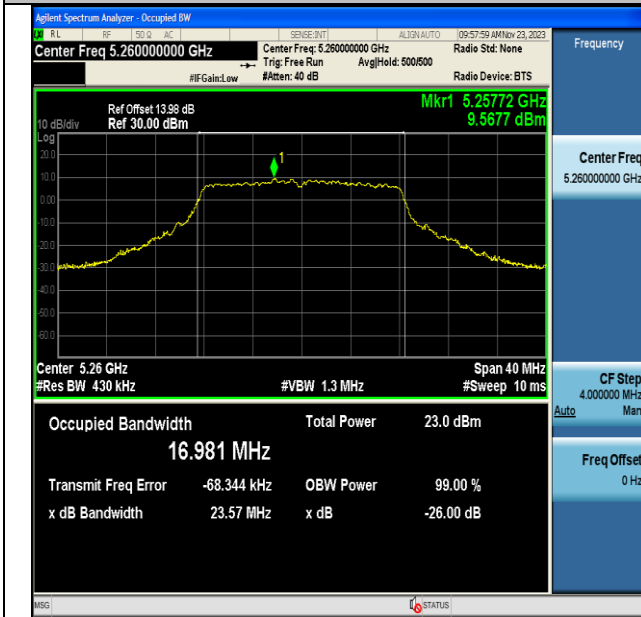 Agilent Spectrum Analyzer - Occupied BW
RL RF 50 Ω AC SENSE:INT ALIGN AUTO 09:57:59 AM Nov 23, 2023
Center Freq 5.260000000 GHz
Center Freq: 5.260000000 GHz
Radio Std: None
Trig: Free Run Avg|Hold: 500/500
#IFGain:Low #Atten: 40 dB Radio Device: BTS
Frequency
Mkr1 5.25772 GHz
9.5677 dBm
Ref Offset 13.98 dB
10 dB/div Ref 30.00 dBm
Log
1
20.0
10.0
0.00
-10.0
-20.0
-30.0
-40.0
-50.0
-60.0
Center 5.26 GHz Span 40 MHz
#Res BW 430 kHz #VBW 1.3 MHz #Sweep 10 ms
Center Freq
5.260000000 GHz
CF Step
4.000000 MHz
Auto Man
Freq Offset
0 Hz
Occupied Bandwidth Total Power 23.0 dBm
16.981 MHz
Transmit Freq Error -68.344 kHz OBW Power 99.00 %
x dB Bandwidth 23.57 MHz x dB -26.00 dB
MSG STATUS